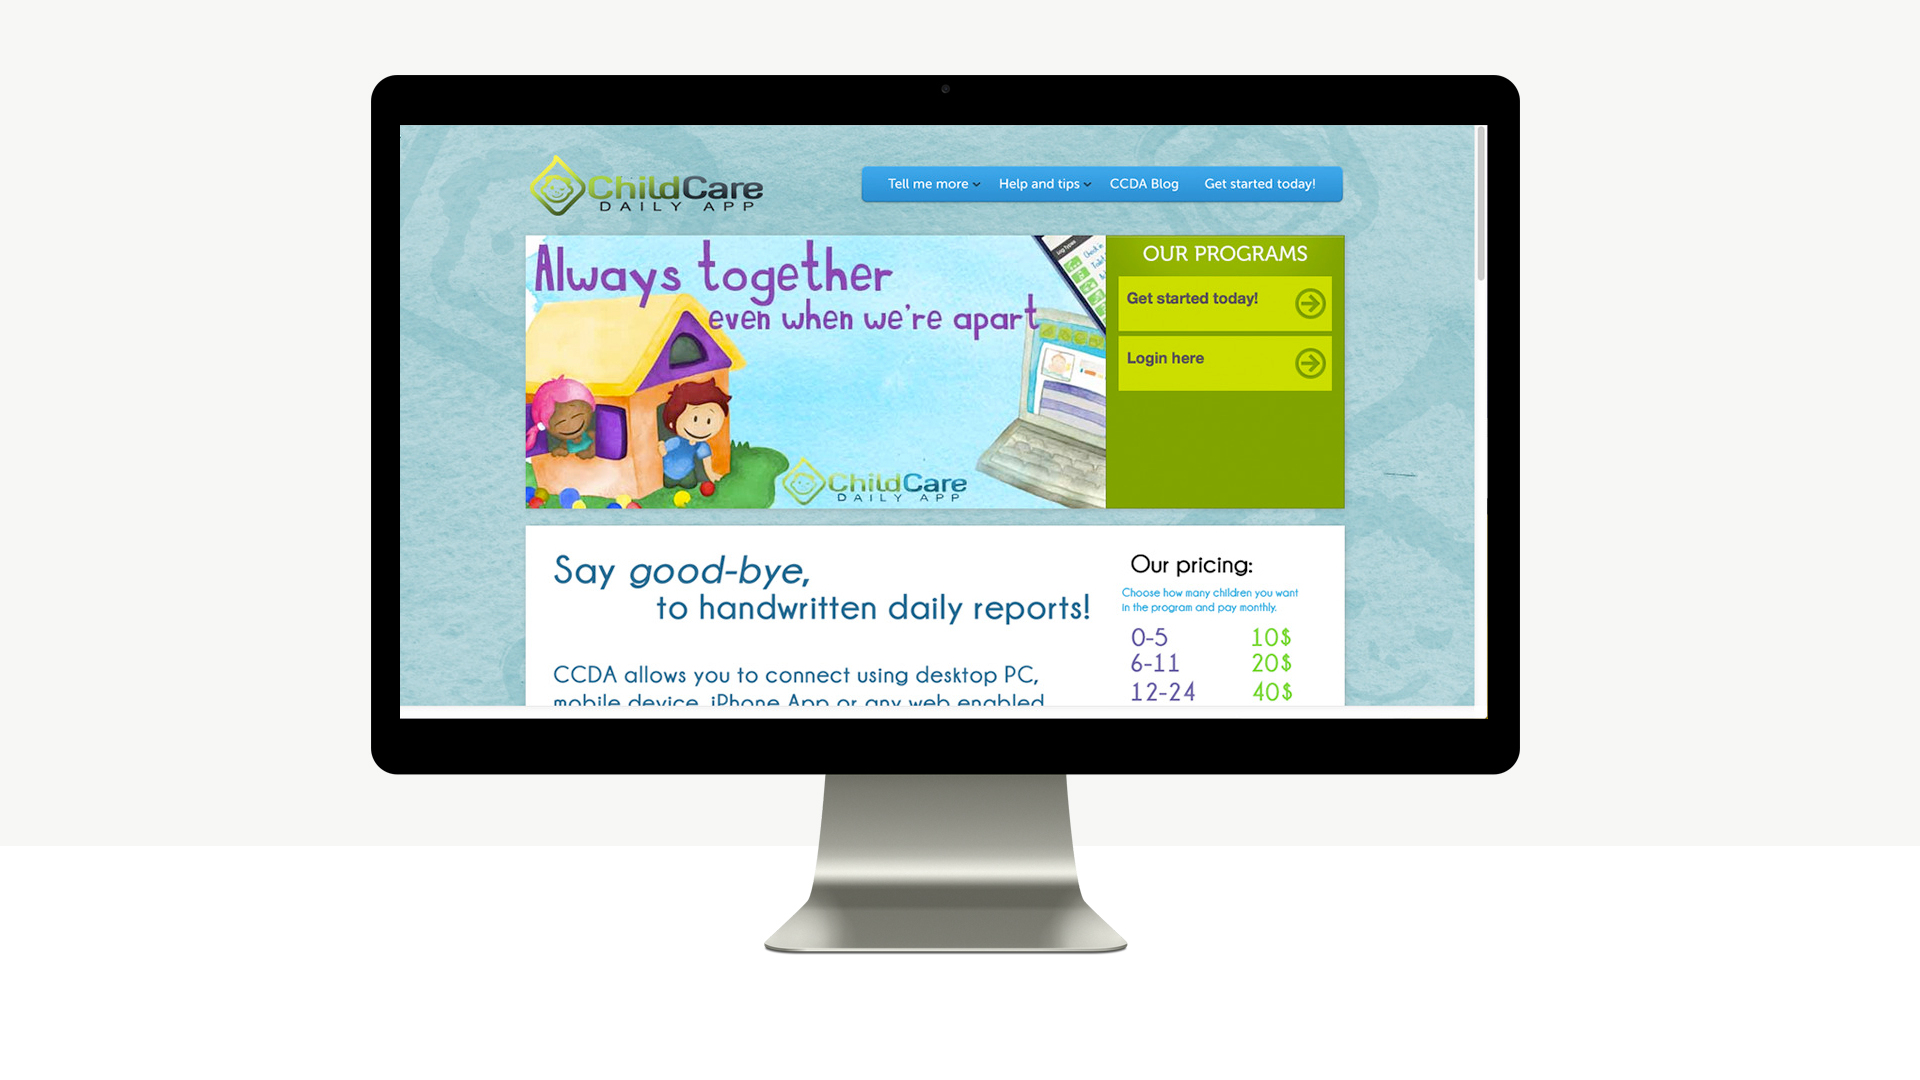 ChildCare
DAILY APP
Tell me more
Help and tips
CCDA Blog
Get started today!
Always together
even when we're apart
ChildCare
DAILY APP
OUR PROGRAMS
Get started today!
Login here
Say good-bye,
to handwritten daily reports!
CCDA allows you to connect using desktop PC,
mobile device, iPhone App or any web enabled
Our pricing:
Choose how many children you want
in the program and pay monthly.
0-5 10$
6-11 20$
12-24 40$